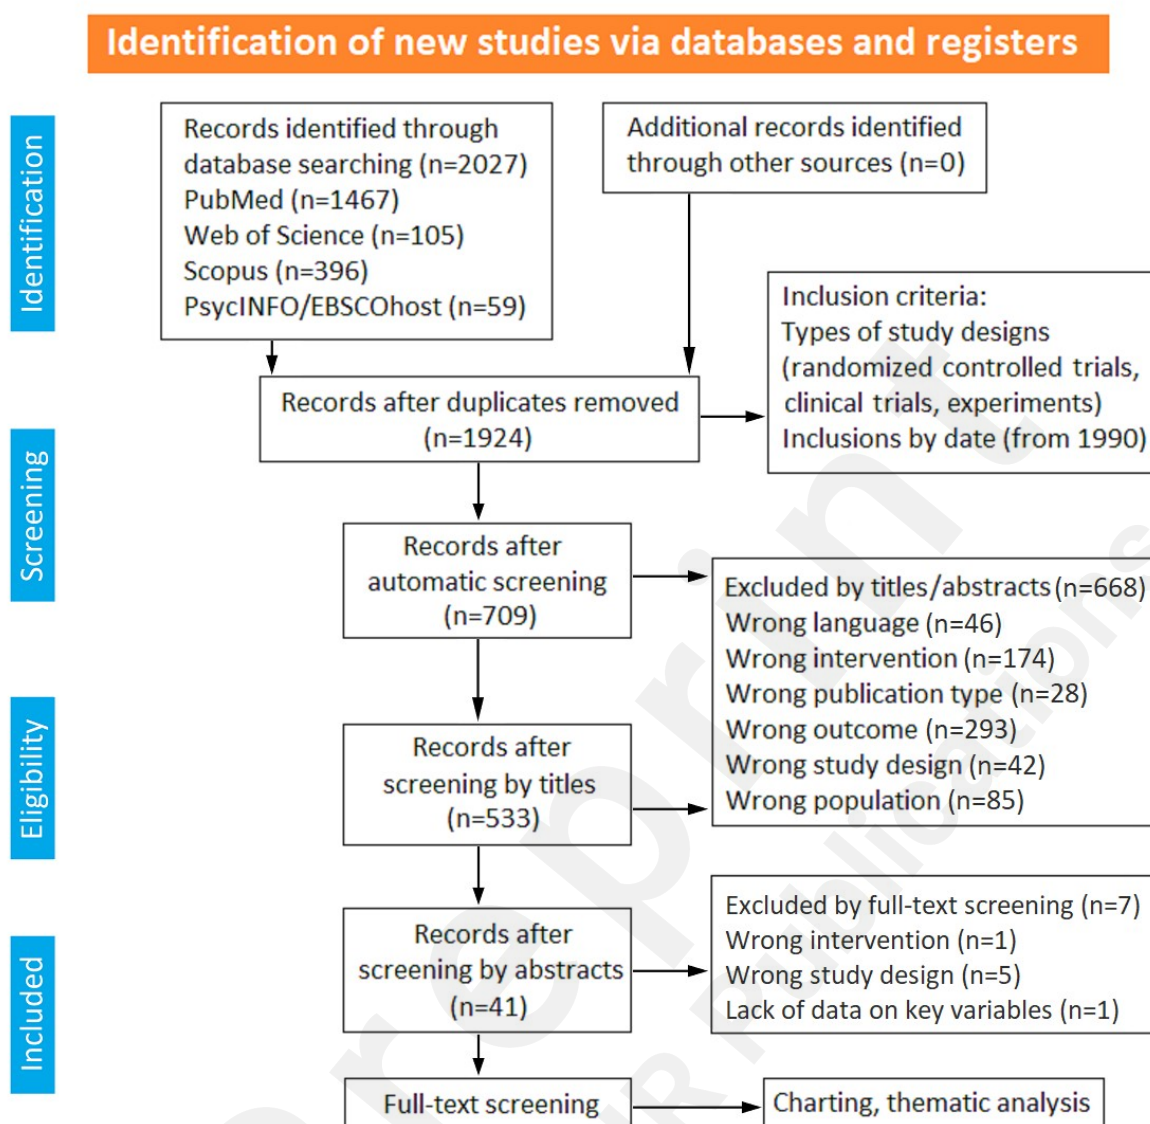 Identification of new studies via databases and registers
Identification
Records identified through
database searching (n=2027)
PubMed (n=1467)
Web of Science (n=105)
Scopus (n=396)
PsycINFO/EBSCOhost (n=59)
Additional records identified
through other sources (n=0)
Inclusion criteria:
Types of study designs
(randomized controlled trials,
clinical trials, experiments)
Inclusions by date (from 1990)
Records after duplicates removed
(n=1924)
Screening
Records after
automatic screening
(n=709)
Excluded by titles/abstracts (n=668)
Wrong language (n=46)
Wrong intervention (n=174)
Wrong publication type (n=28)
Wrong outcome (n=293)
Wrong study design (n=42)
Wrong population (n=85)
Eligibility
Records after
screening by titles
(n=533)
Records after
screening by abstracts
(n=41)
Excluded by full-text screening (n=7)
Wrong intervention (n=1)
Wrong study design (n=5)
Lack of data on key variables (n=1)
Included
Full-text screening
Charting, thematic analysis
Preprint
JMIR Publications